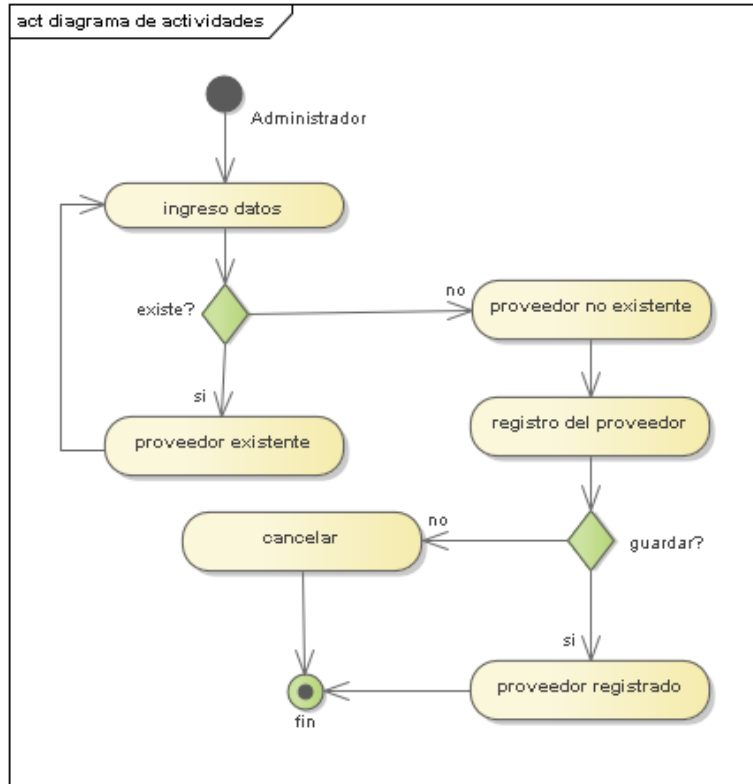 act diagrama de actividades
Administrador
ingreso datos
existe?
no
proveedor no existente
si
proveedor existente
registro del proveedor
no
cancelar
guardar?
si
proveedor registrado
fin